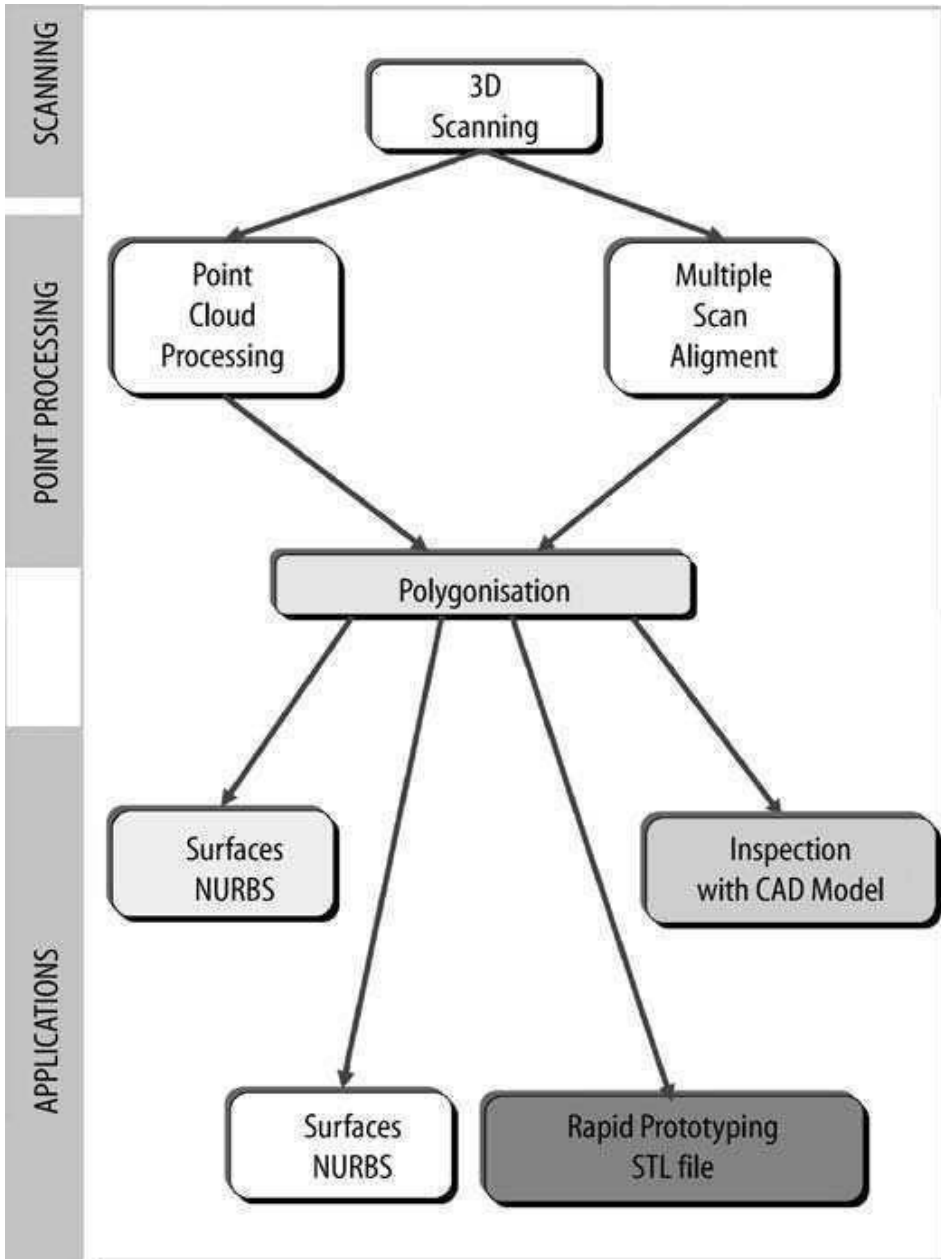 SCANNING
3D
Scanning
POINT PROCESSING
Point
Cloud
Processing
Multiple
Scan
Aligment
Polygonisation
APPLICATIONS
Surfaces
NURBS
Inspection
with CAD Model
Surfaces
NURBS
Rapid Prototyping
STL file